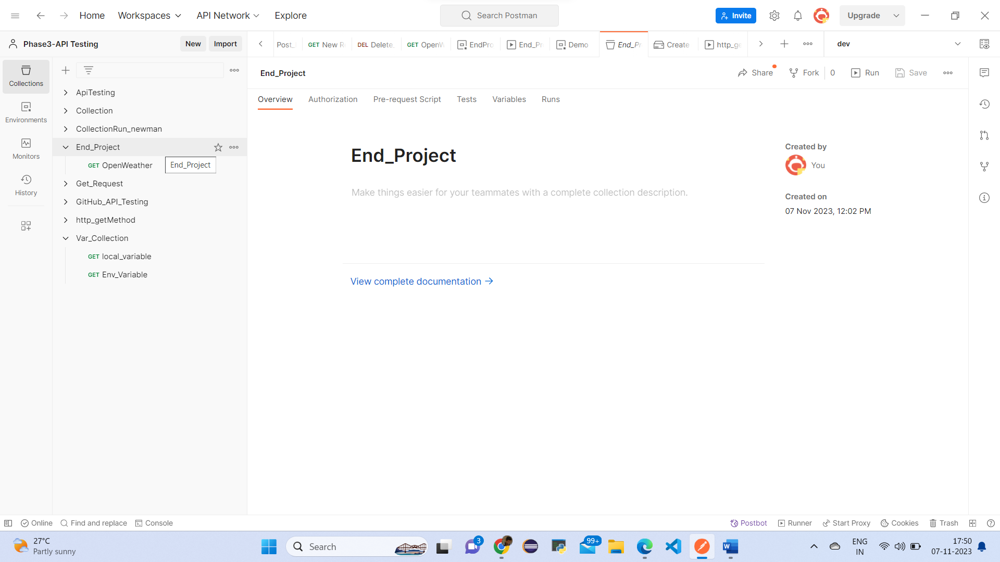 Home
Workspaces
API Network
Explore
Search Postman
Invite
Upgrade
Phase3-API Testing
New
Import
Post_
GET New Re
DEL Delete_
GET OpenW
EndPro
End_Pr
Demo
End_Pr
Create
http_ge
dev
Collections
Environments
Monitors
History
ApiTesting
Collection
CollectionRun_newman
End_Project
GET OpenWeather
End_Project
Get_Request
GitHub_API_Testing
http_getMethod
Var_Collection
GET local_variable
GET Env_Variable
End_Project
Share
Fork
0
Run
Save
Overview
Authorization
Pre-request Script
Tests
Variables
Runs
End_Project
Make things easier for your teammates with a complete collection description.
View complete documentation
Created by
You
Created on
07 Nov 2023, 12:02 PM
Online
Find and replace
Console
Postbot
Runner
Start Proxy
Cookies
Trash
27°C
Partly sunny
Search
3
99+
ENG
IN
17:50
07-11-2023